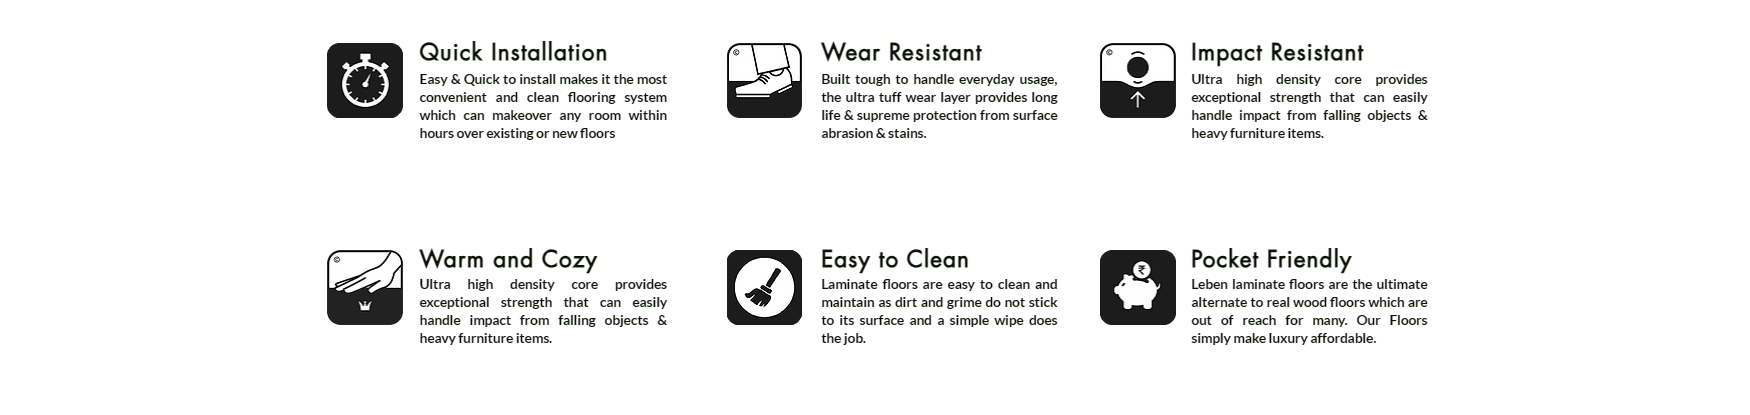 Quick Installation
Easy & Quick to install makes it the most
convenient and clean flooring system
which can makeover any room within
hours over existing or new floors
©
Wear Resistant
Built tough to handle everyday usage,
the ultra tuff wear layer provides long
life & supreme protection from surface
abrasion & stains.
©
Impact Resistant
Ultra high density core provides
exceptional strength that can easily
handle impact from falling objects &
heavy furniture items.
©
Warm and Cozy
Ultra high density core provides
exceptional strength that can easily
handle impact from falling objects &
heavy furniture items.
Easy to Clean
Laminate floors are easy to clean and
maintain as dirt and grime do not stick
to its surface and a simple wipe does
the job.
₹
Pocket Friendly
Leben laminate floors are the ultimate
alternate to real wood floors which are
out of reach for many. Our Floors
simply make luxury affordable.